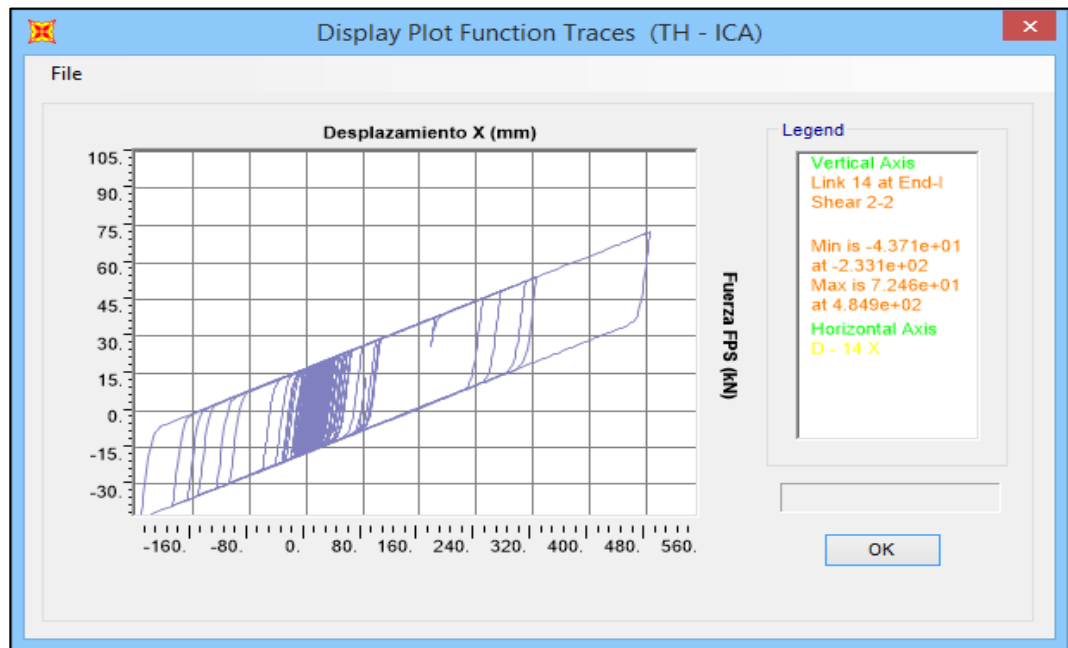 Display Plot Function Traces (TH - ICA)
File
Desplazamiento X (mm)
105.
90.
75.
60.
45.
30.
15.
0.
-15.
-30.
-160. -80. 0. 80. 160. 240. 320. 400. 480. 560.
Fuerza FPS (kN)
Legend
Vertical Axis
Link 14 at End-I
Shear 2-2
Min is -4.371e+01
at -2.331e+02
Max is 7.246e+01
at 4.849e+02
Horizontal Axis
D - 14 X
OK